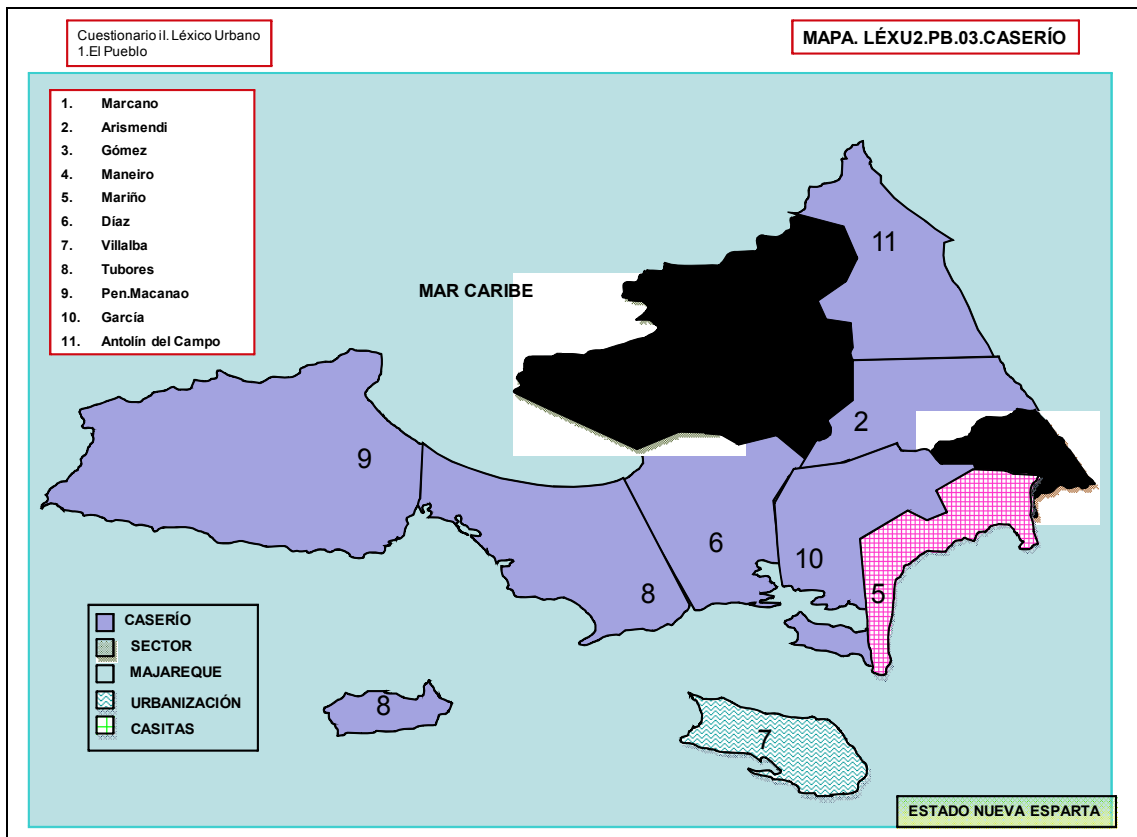 Cuestionario iI. Léxico Urbano
1.El Pueblo
MAPA. LÉXU2.PB.03.CASERÍO
1. Marcano
2. Arismendi
3. Gómez
4. Maneiro
5. Mariño
6. Díaz
7. Villalba
8. Tubores
9. Pen.Macanao
10. García
11. Antolín del Campo
11
MAR CARIBE
2
9
6
10
8
5
CASERÍO
SECTOR
MAJAREQUE
URBANIZACIÓN
CASITAS
8
7
ESTADO NUEVA ESPARTA